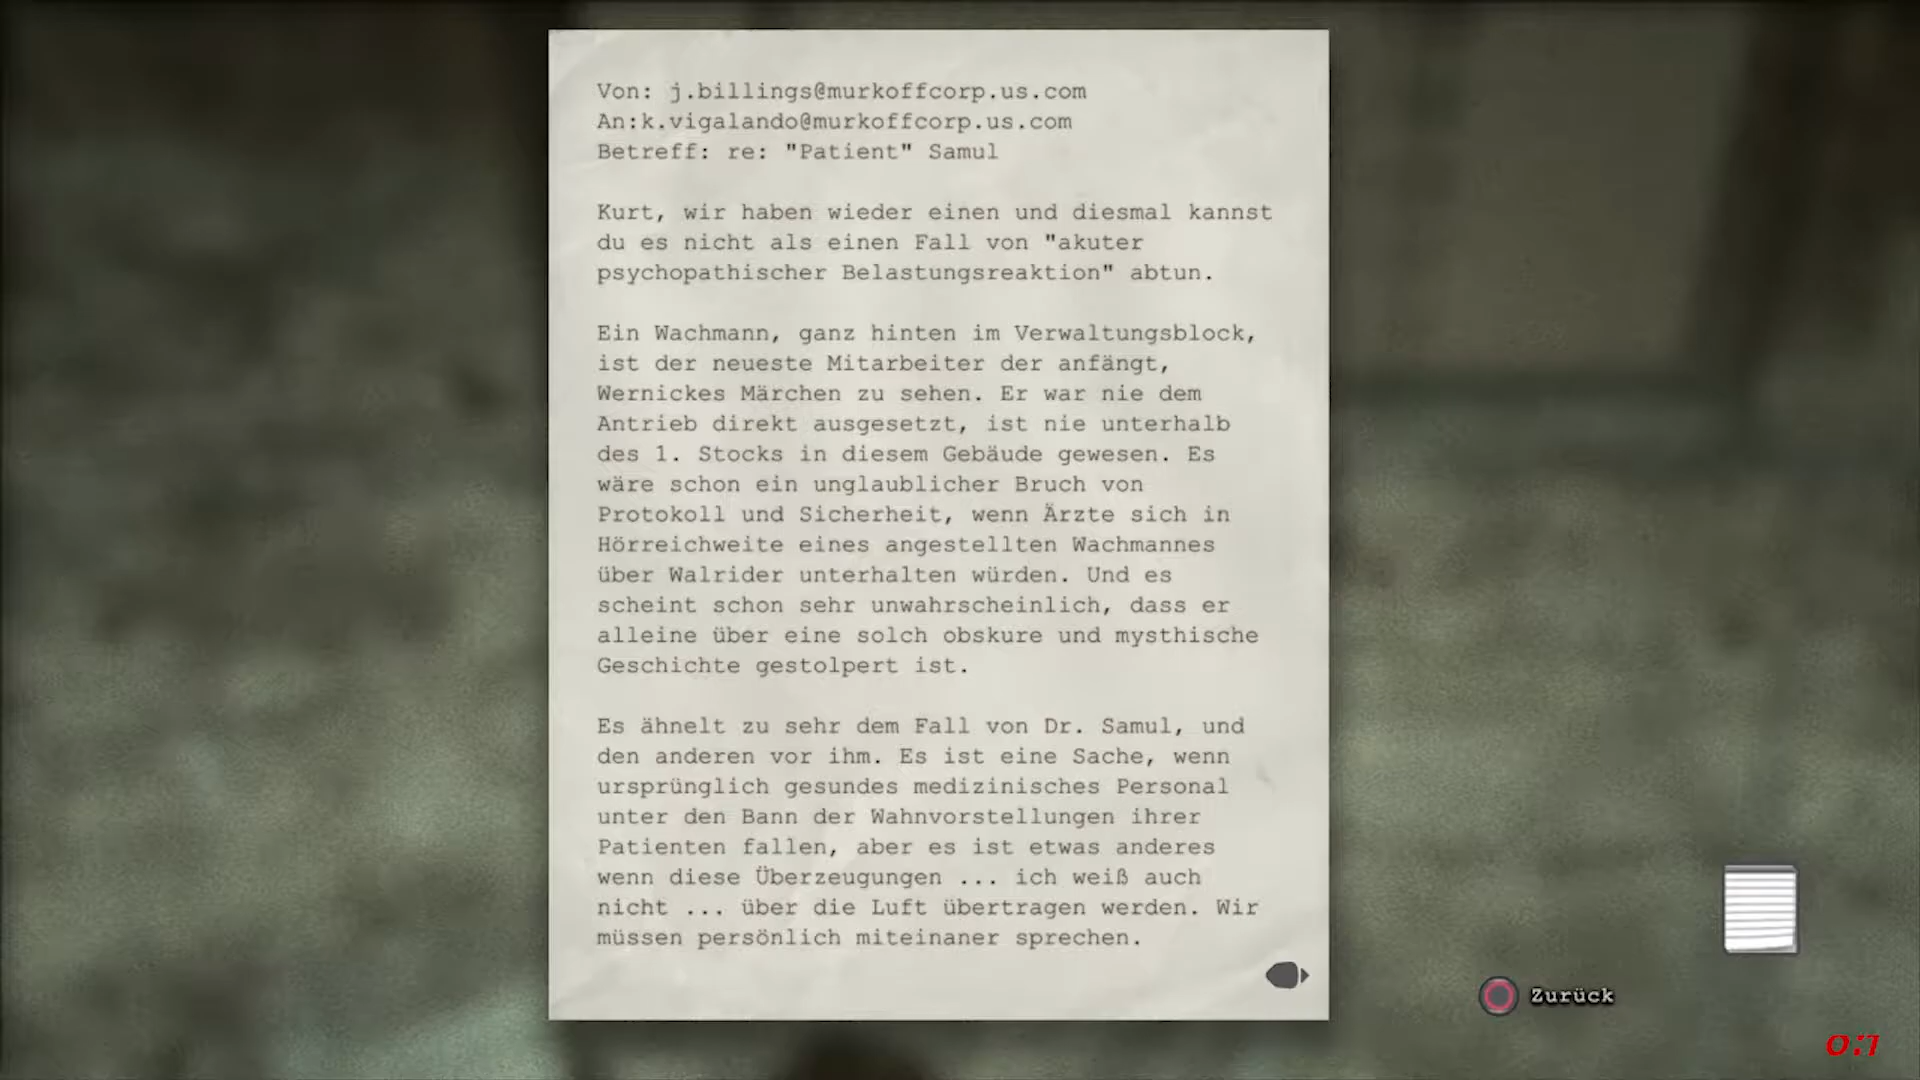 Von: j.billings@murkoffcorp.us.com
An:k.vigalando@murkoffcorp.us.com
Betreff: re: "Patient" Samul
Kurt, wir haben wieder einen und diesmal kannst
du es nicht als einen Fall von "akuter
psychopathischer Belastungsreaktion" abtun.
Ein Wachmann, ganz hinten im Verwaltungsblock,
ist der neueste Mitarbeiter der anfängt,
Wernickes Märchen zu sehen. Er war nie dem
Antrieb direkt ausgesetzt, ist nie unterhalb
des 1. Stocks in diesem Gebäude gewesen. Es
wäre schon ein unglaublicher Bruch von
Protokoll und Sicherheit, wenn Ärzte sich in
Hörreichweite eines angestellten Wachmannes
über Walrider unterhalten würden. Und es
scheint schon sehr unwahrscheinlich, dass er
alleine über eine solch obskure und mysthische
Geschichte gestolpert ist.
Es ähnelt zu sehr dem Fall von Dr. Samul, und
den anderen vor ihm. Es ist eine Sache, wenn
ursprünglich gesundes medizinisches Personal
unter den Bann der Wahnvorstellungen ihrer
Patienten fallen, aber es ist etwas anderes
wenn diese Überzeugungen ... ich weiß auch
nicht ... über die Luft übertragen werden. Wir
müssen persönlich miteinaner sprechen.
Zurück